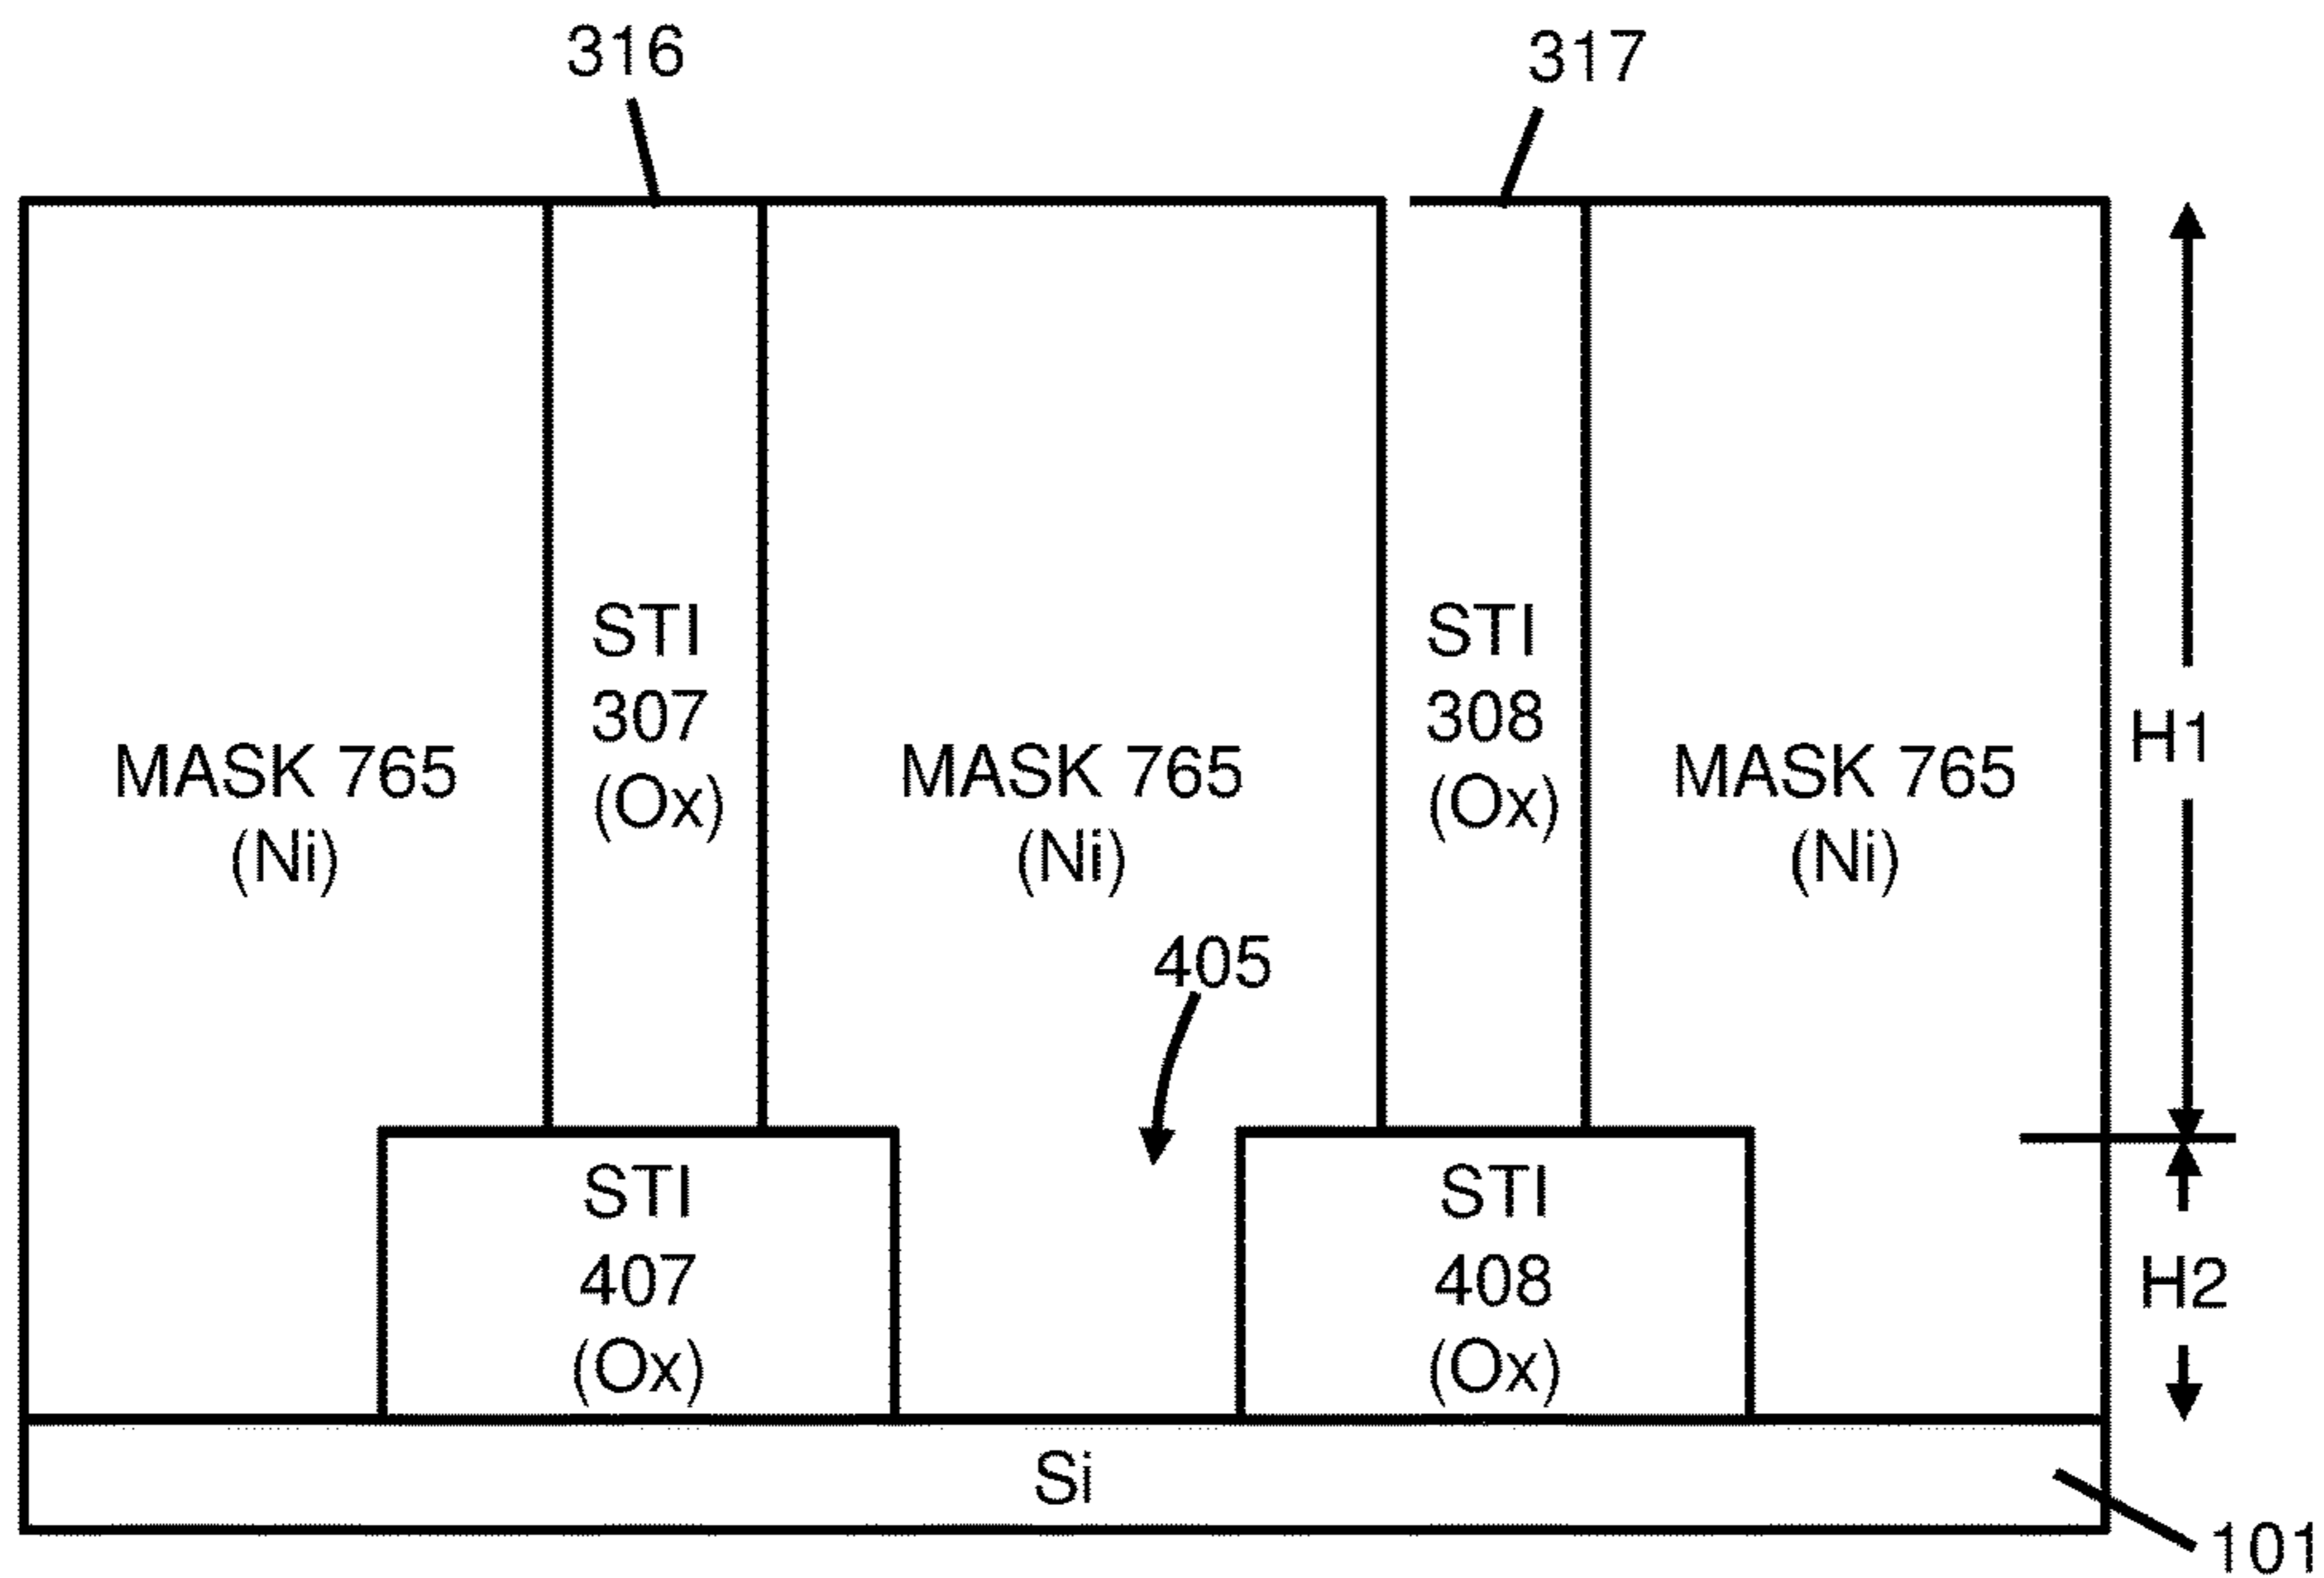 316
317
STI
307
(Ox)
STI
308
(Ox)
MASK 765
(Ni)
MASK 765
(Ni)
MASK 765
(Ni)
H1
405
STI
407
(Ox)
STI
408
(Ox)
H2
Si
101